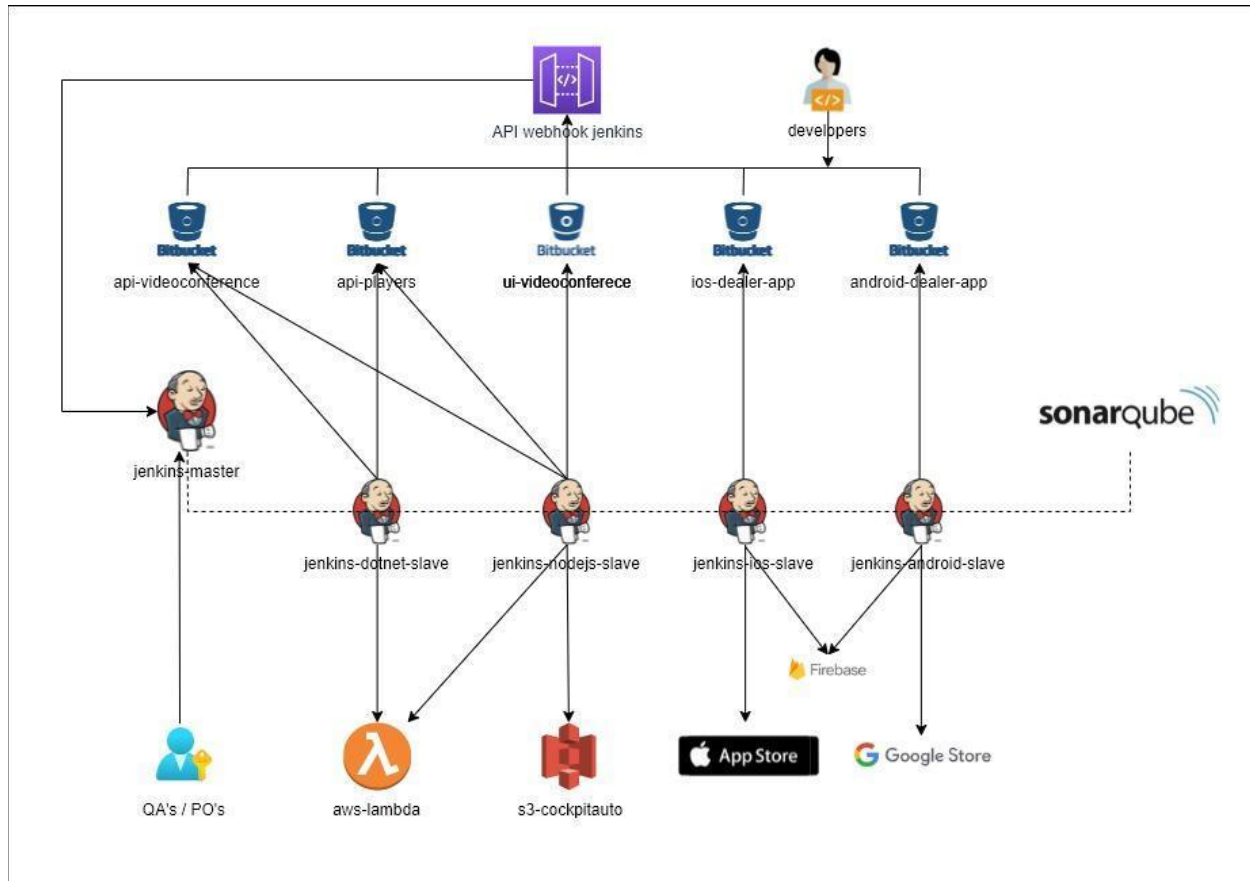 </>
</>
API webhook jenkins
developers
Bitbucket
Bitbucket
Bitbucket
Bitbucket
Bitbucket
api-videoconference
api-players
ui-videoconferece
ios-dealer-app
android-dealer-app
sonarqube
jenkins-master
jenkins-dotnet-slave
jenkins-nodejs-slave
jenkins-ios-slave
jenkins-android-slave
Firebase
App Store
Google Store
QA's / PO's
aws-lambda
s3-cockpitauto